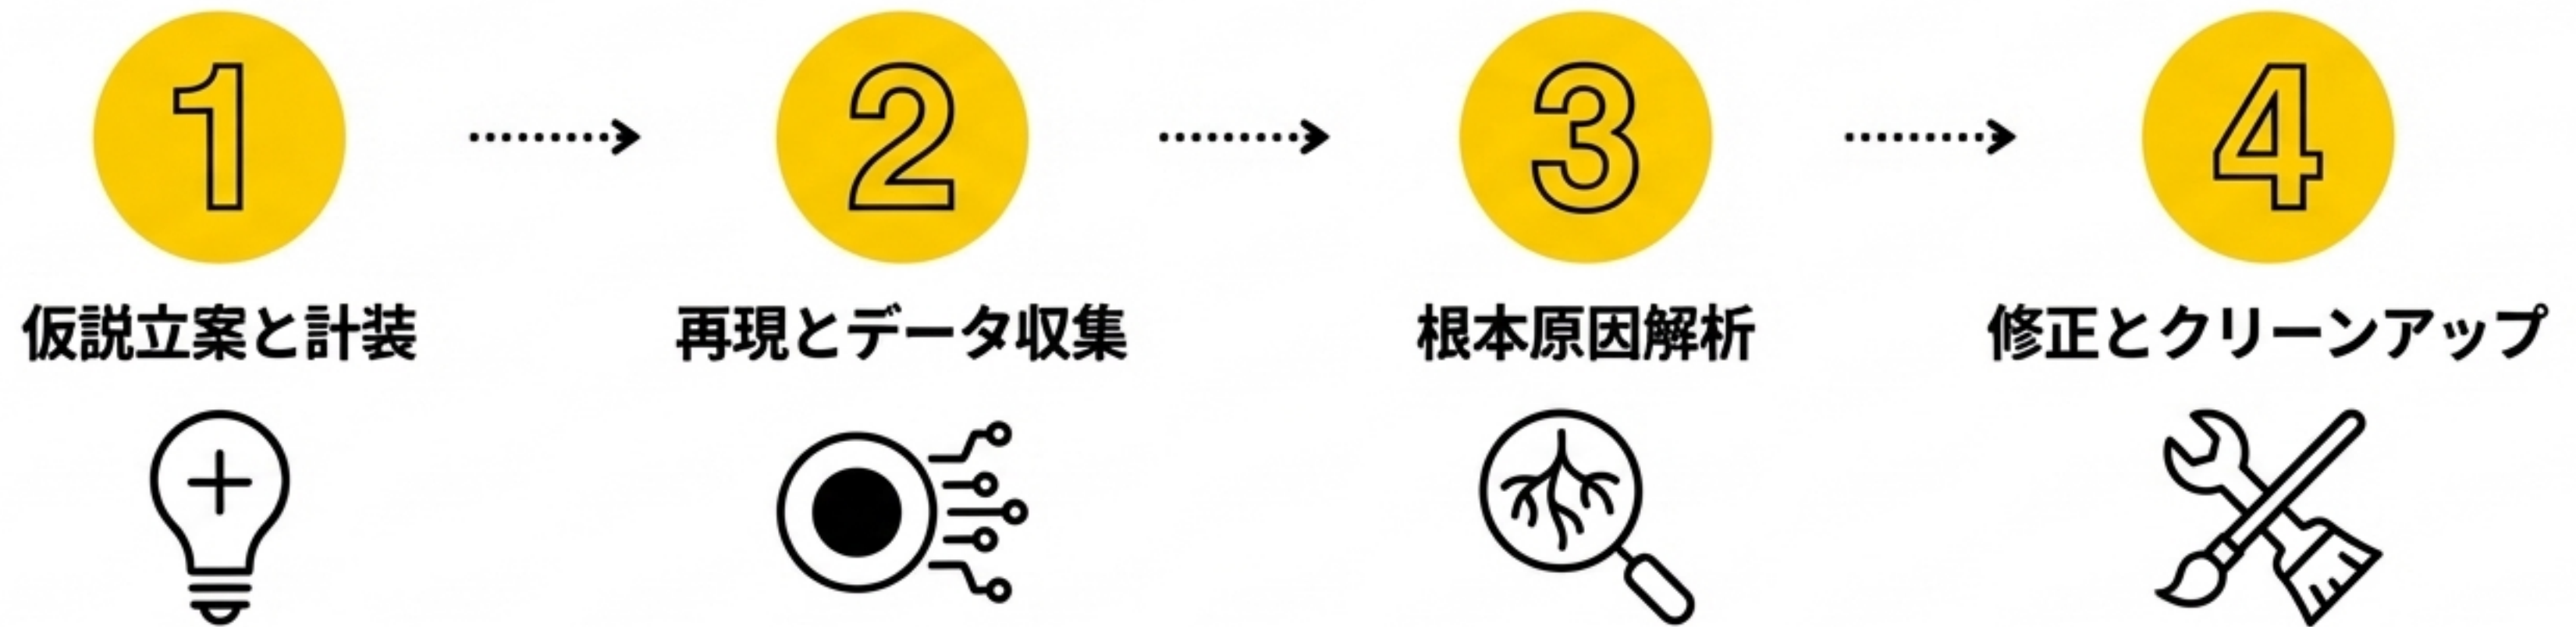 1
2
3
4
仮説立案と計装
再現とデータ収集
根本原因解析
修正とクリーンアップ